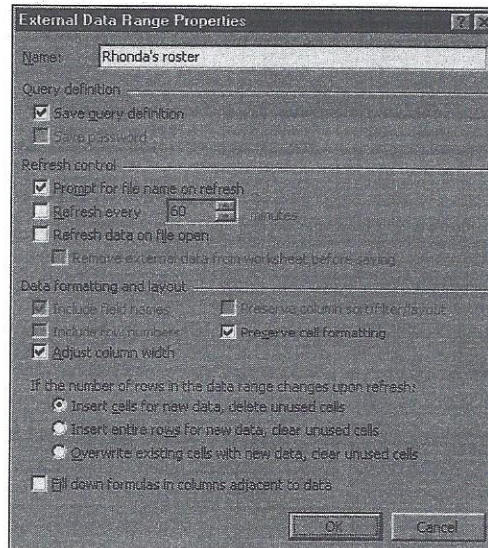 External Data Range Properties
Name: Rhonda's roster
Query definition
Save query definition
Save password
Refresh control
Prompt for file name on refresh
Refresh every 60 minutes
Refresh data on file open
Remove external data from worksheet before saving
Data formatting and layout
Include field names
Preserve column sort/filter/layout
Include row numbers
Preserve cell formatting
Adjust column width
If the number of rows in the data range changes upon refresh:
Insert cells for new data, delete unused cells
Insert entire rows for new data, clear unused cells
Overwrite existing cells with new data, clear unused cells
Fill down formulas in columns adjacent to data
OK Cancel